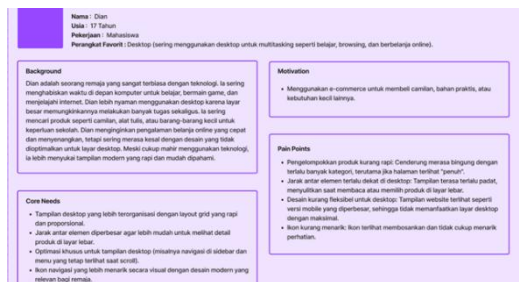 Nama : Dian
Usia : 17 Tahun
Pekerjaan : Mahasiswa
Perangkat Favorit : Desktop (sering menggunakan desktop untuk multitasking seperti belajar, browsing, dan berbelanja online).
Background
Dian adalah seorang remaja yang sangat terbiasa dengan teknologi. Ia sering
menghabiskan waktu di depan komputer untuk belajar, bermain game, dan
menjelajahi internet. Dian lebih nyaman menggunakan desktop karena layar
besar memungkinkannya melakukan banyak tugas sekaligus. Ia sering
mencari produk seperti camilan, alat tulis, atau barang-barang kecil untuk
keperluan sekolah. Dian menginginkan pengalaman belanja online yang cepat
dan menyenangkan, tetapi sering merasa kesal dengan desain yang tidak
dioptimalkan untuk layar desktop. Meski cukup mahir menggunakan teknologi,
ia lebih menyukai tampilan modern yang rapi dan mudah dipahami.
Core Needs
• Tampilan desktop yang lebih terorganisasi dengan layout grid yang rapi
dan proporsional.
• Jarak antar elemen diperbesar agar lebih mudah untuk melihat detail
produk di layar lebar.
• Optimasi khusus untuk tampilan desktop (misalnya navigasi di sidebar dan
menu yang tetap terlihat saat scroll).
• Ikon navigasi yang lebih menarik secara visual dengan desain modern yang
relevan bagi remaja.
Motivation
• Menggunakan e-commerce untuk membeli camilan, bahan praktis, atau
kebutuhan kecil lainnya.
Pain Points
• Pengelompokkan produk kurang rapi: Cenderung merasa bingung dengan
terlalu banyak kategori, terutama jika halaman terlihat "penuh".
• Jarak antar elemen terlalu dekat di desktop: Tampilan terasa terlalu padat,
menyulitkan saat membaca atau memilih produk di layar lebar.
• Desain kurang fleksibel untuk desktop: Tampilan website terlihat seperti
versi mobile yang diperbesar, sehingga tidak memanfaatkan layar desktop
dengan maksimal.
• Ikon kurang menarik: Ikon terlihat membosankan dan tidak cukup menarik
perhatian.